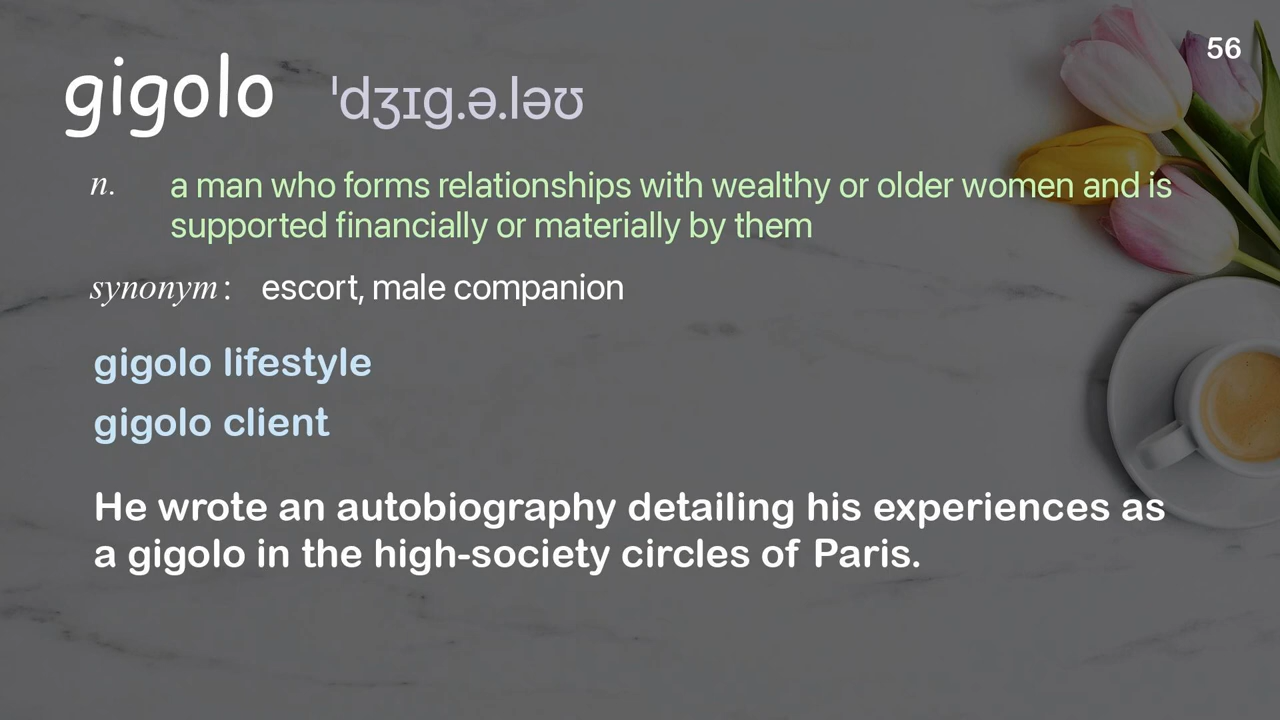 56
gigolo ˈdʒɪɡ.ə.ləʊ
n. a man who forms relationships with wealthy or older women and is
supported financially or materially by them
synonym: escort, male companion
gigolo lifestyle
gigolo client
He wrote an autobiography detailing his experiences as
a gigolo in the high-society circles of Paris.